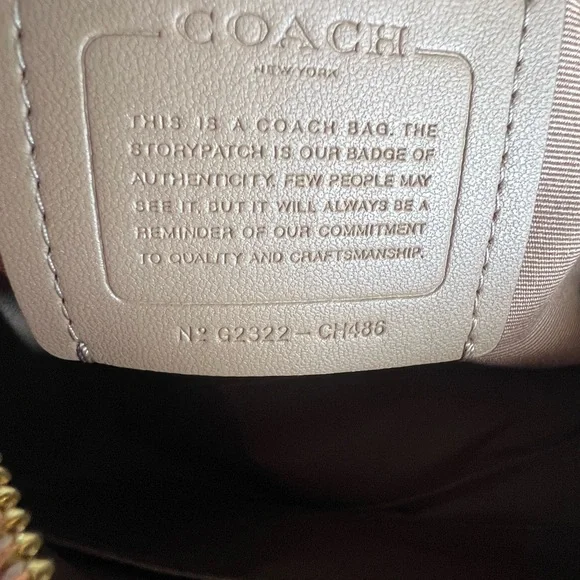 COACH
NEW YORK
THIS IS A COACH BAG. THE
STORYPATCH IS OUR BADGE OF
AUTHENTICITY. FEW PEOPLE MAY
SEE IT, BUT IT WILL ALWAYS BE A
REMINDER OF OUR COMMITMENT
TO QUALITY AND CRAFTSMANSHIP.
Nº G2322-CH486